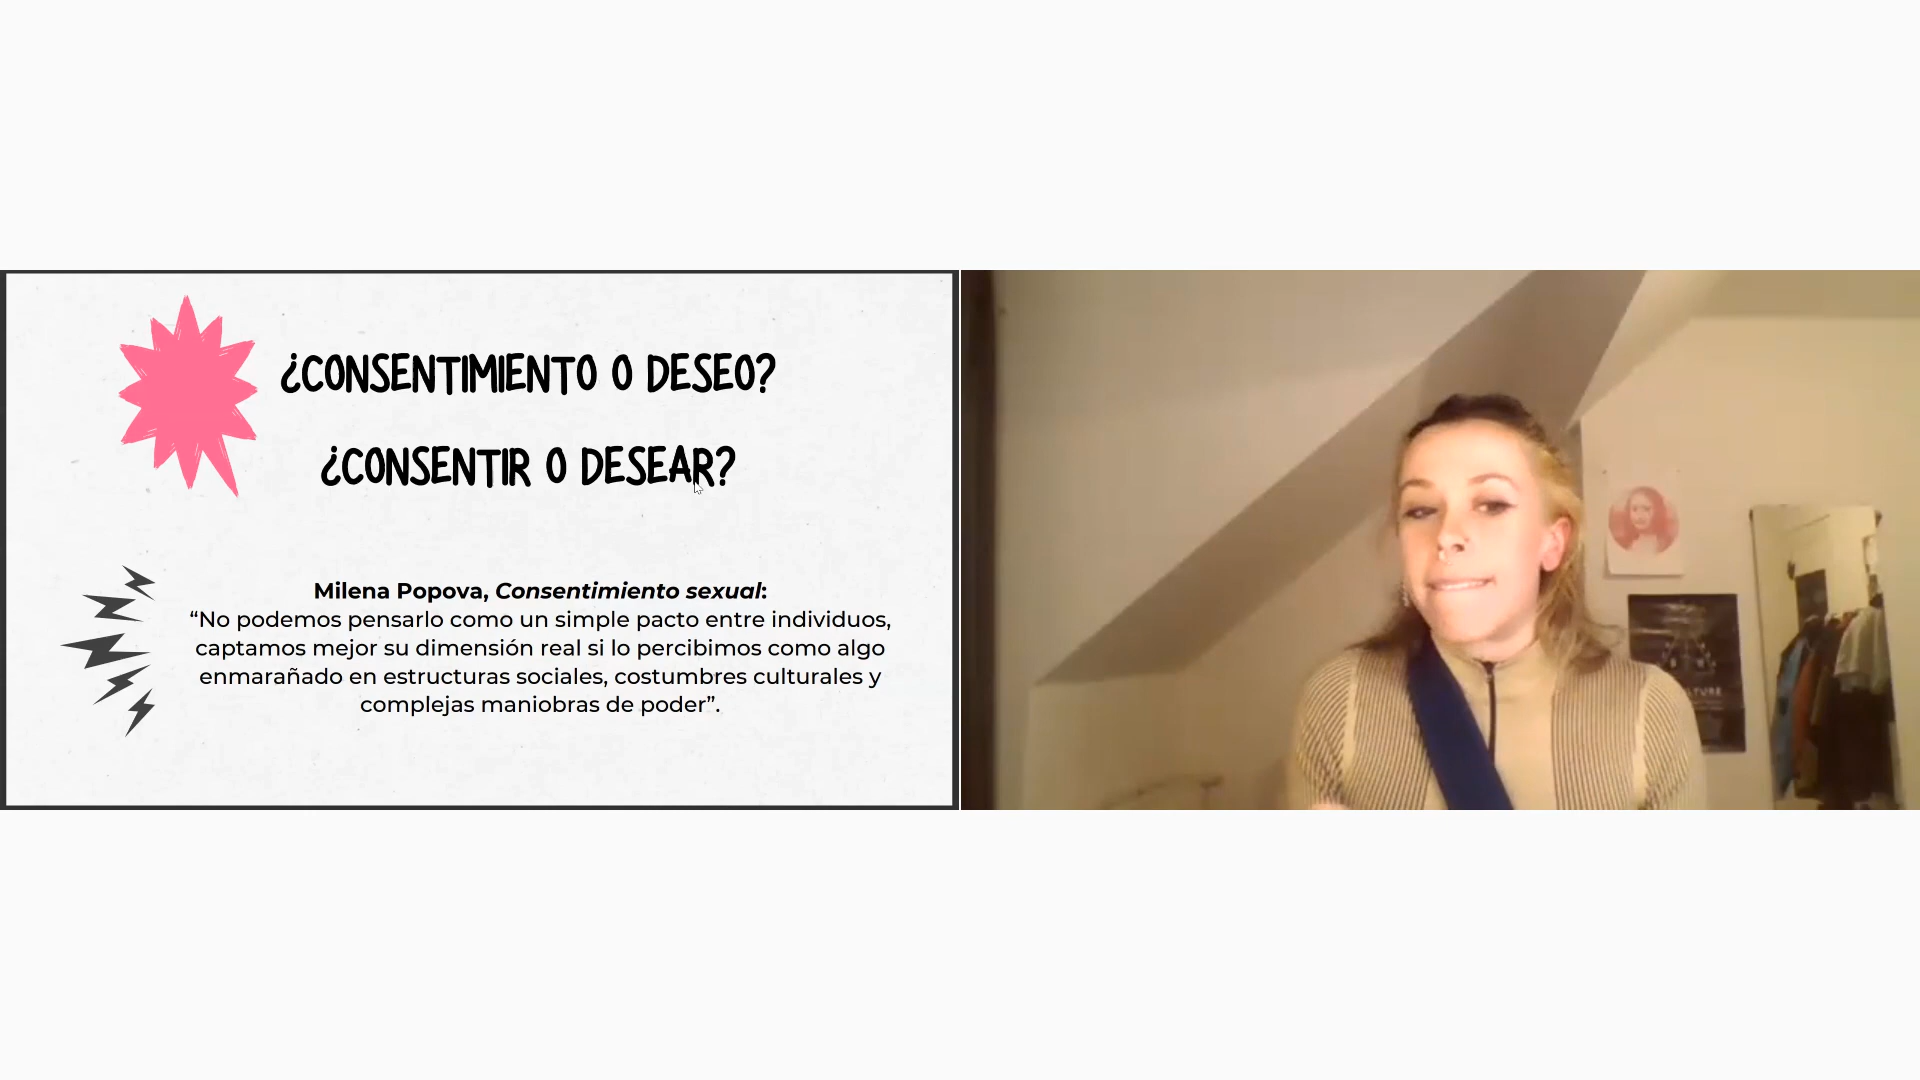 ¿CONSENTIMIENTO O DESEO?
¿CONSENTIR O DESEAR?
Milena Popova, Consentimiento sexual:
“No podemos pensarlo como un simple pacto entre individuos,
captamos mejor su dimensión real si lo percibimos como algo
enmarañado en estructuras sociales, costumbres culturales y
complejas maniobras de poder”.